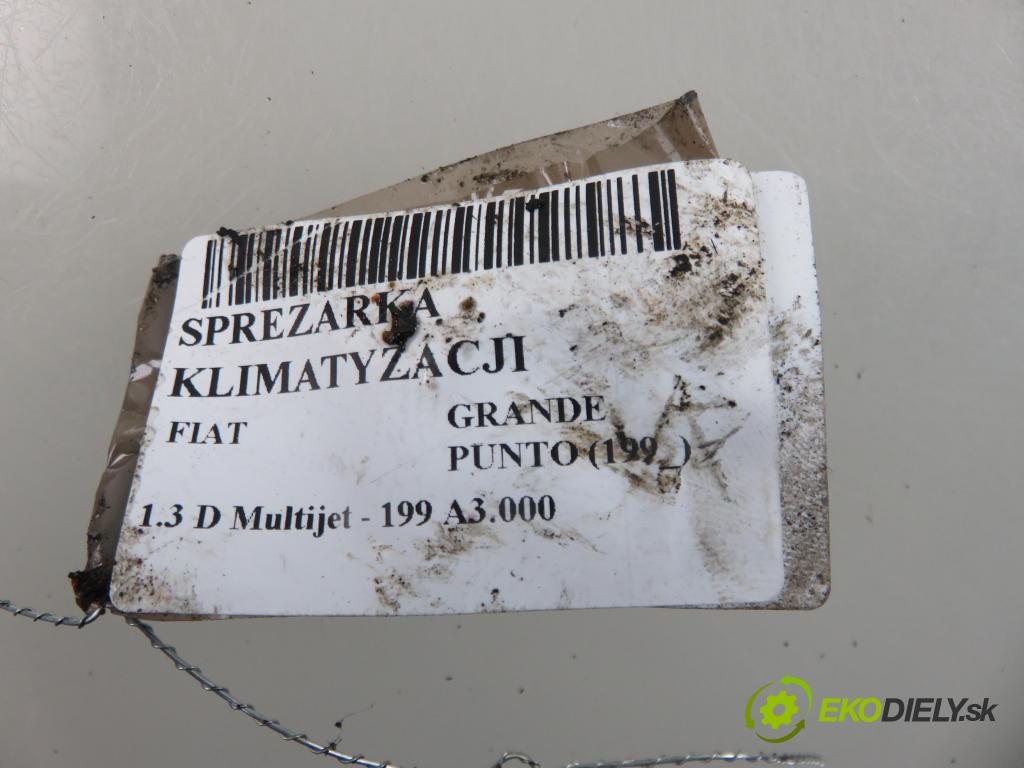 SPREZARKA
KLIMATYZACJI
FIAT GRANDE
PUNTO (199_)
1.3 D Multijet - 199 A3.000
EKODIELY.sk